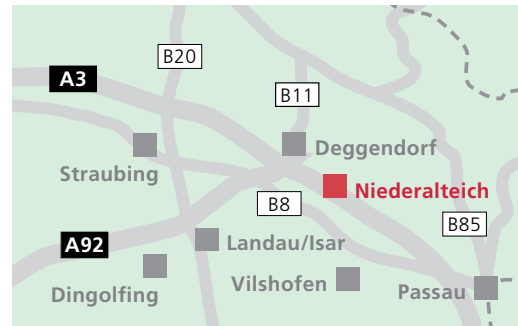 B20
A3
B11
Deggendorf
Straubing
Niederalteich
B8
B85
A92
Landau/Isar
Dingolfing
Vilshofen
Passau